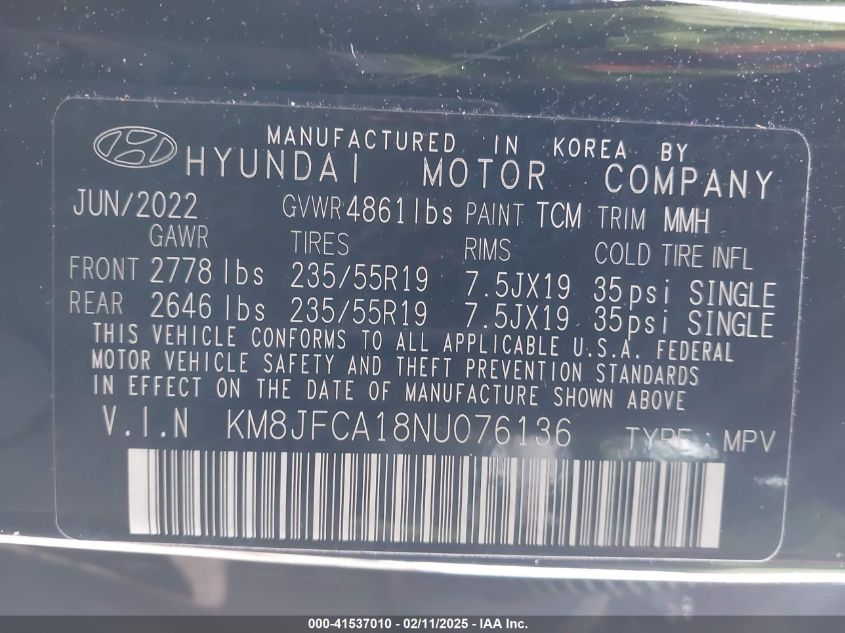 MANUFACTURED IN KOREA BY
HYUNDAI MOTOR COMPANY
JUN/2022 GVWR 4861lbs PAINT TCM TRIM MMH
GAWR TIRES RIMS COLD TIRE INFL
FRONT 2778 lbs 235/55R19 7.5JX19 35psi SINGLE
REAR 2646 lbs 235/55R19 7.5JX19 35psi SINGLE
THIS VEHICLE CONFORMS TO ALL APPLICABLE U.S.A. FEDERAL
MOTOR VEHICLE SAFETY AND THEFT PREVENTION STANDARDS
IN EFFECT ON THE DATE OF MANUFACTURE SHOWN ABOVE
V.I.N KM8JFCA18NU076136 TYPE : MPV
000-41537010 - 02/11/2025 - IAA Inc.